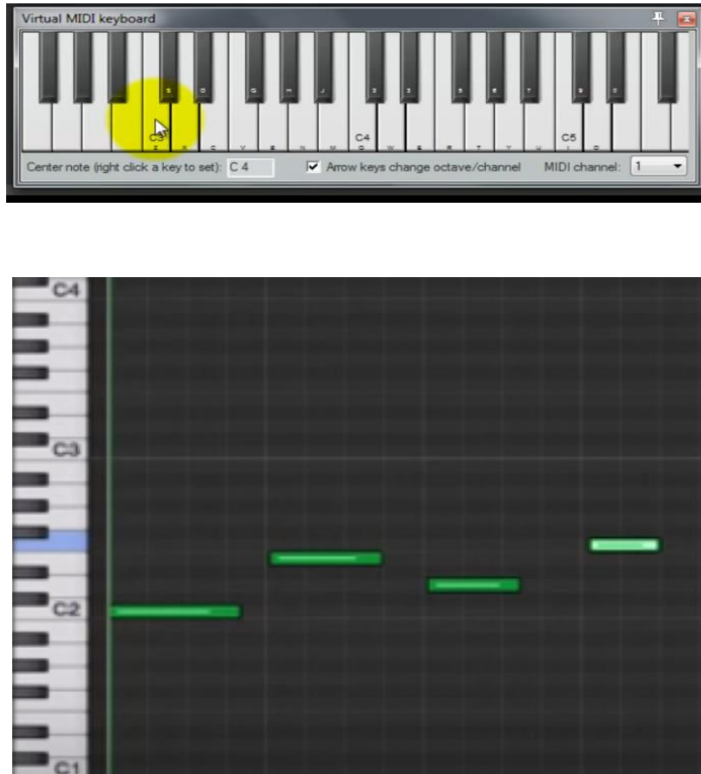 Virtual MIDI keyboard
C3 C4 C5
Center note (right click a key to set): C 4 Arrow keys change octave/channel MIDI channel: 1
C4
C3
C2
C1